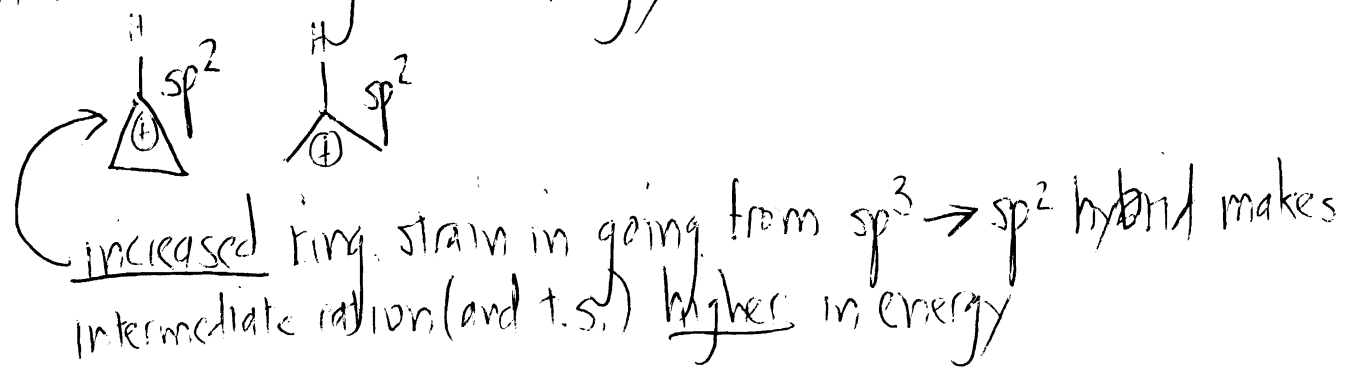 H H
sp² sp²
⊕ ⊕
increased ring strain in going from sp³ → sp² hybrid makes
intermediate cation (and t.s.) higher in energy